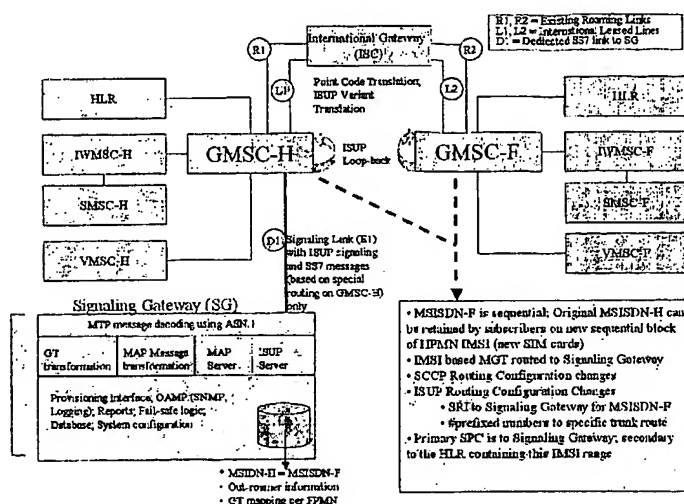 R1, R2 = Existing Roaming Links
L1, L2 = International Leased Lines
D1 = Dedicated SS7 link to SG
International Gateway
(ISC)
R1
R2
L2
Point Code Translation,
ISUP Variant
Translation
HLR
HLR
IWMSC-H
GMSC-H
ISUP
Loop-back
GMSC-F
IWMSC-F
SMSC-H
SMSC-F
VMSC-H
VMSC-F
D1
Signaling Link (E1)
with ISUP signaling
and SS7 messages
(based on special
routing on GMSC-H)
only
Signaling Gateway (SG)
MTP message decoding using ASN.1
GT
transformation
MAP Message
transformation
MAP
Server
ISUP
Server
Provisioning Interface; OAMP (SNMP,
Logging); Reports; Fail-safe logic;
Database; System configuration
• MSIDN-H = MSISDN-F
• Out-roamer information
• GT mapping per FPMN
• MSISDN-F is sequential; Original MSISDN-H can
be retained by subscribers on new sequential block
of HPMN IMSI (new SIM cards)
• IMSI based MGT routed to Signaling Gateway
• SCCP Routing Configuration changes
• ISUP Routing Configuration Changes
• SRI to Signaling Gateway for MSISDN-F
• #prefixed numbers to specific trunk route
• Primary SPC is to Signaling Gateway; secondary
to the HLR containing this IMSI range